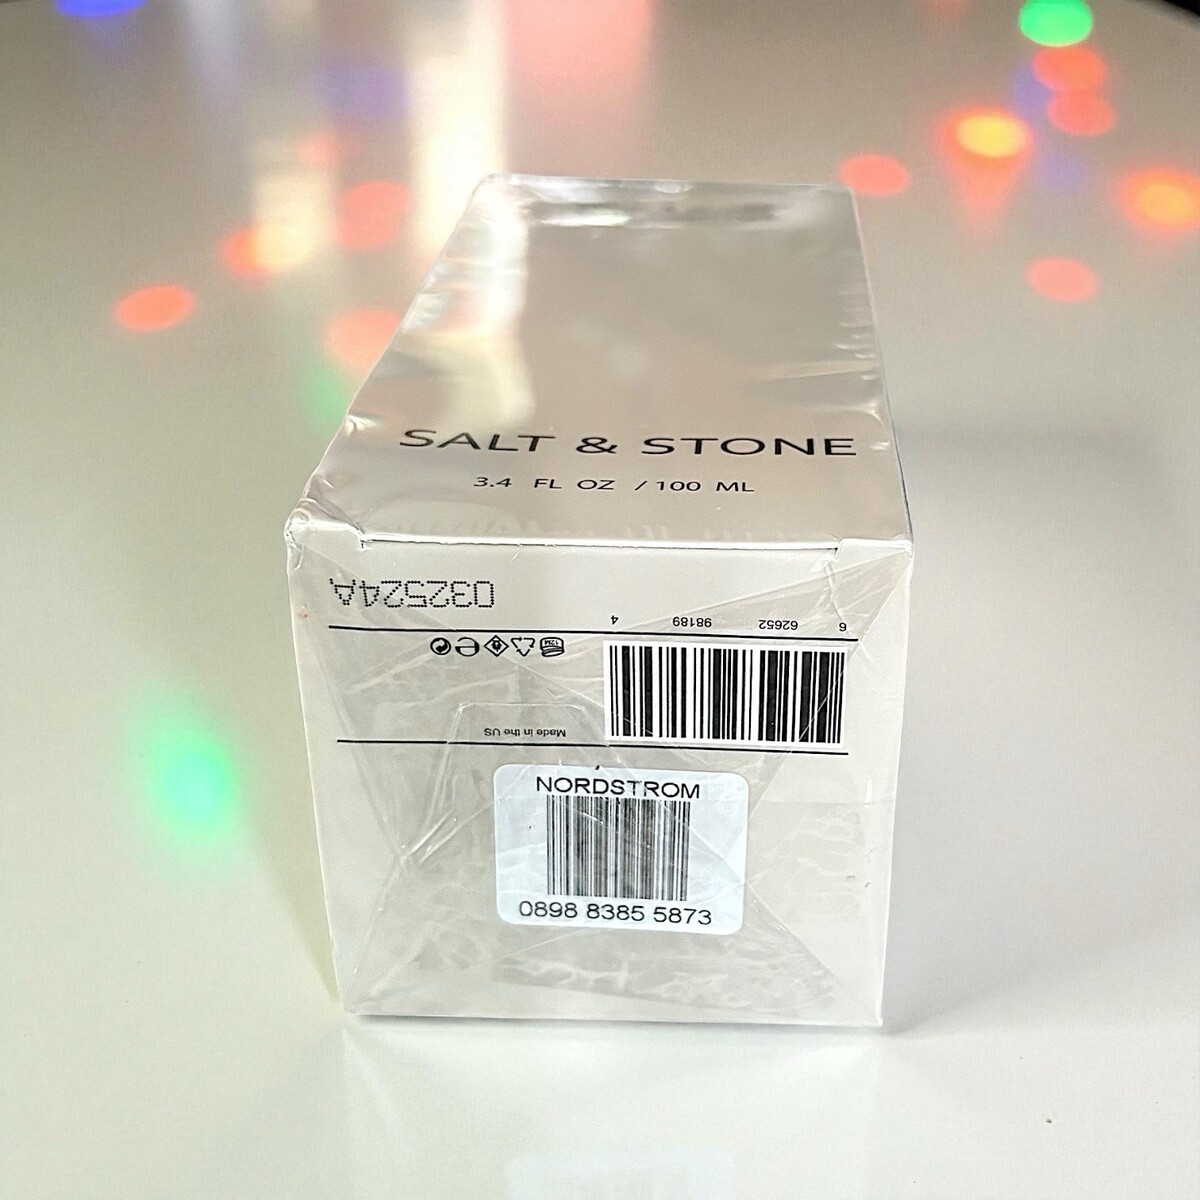 SALT & STONE
3.4 FL OZ / 100 ML
032524A
6 62652 98189 4
Made in the US
NORDSTROM
0898 8385 5873